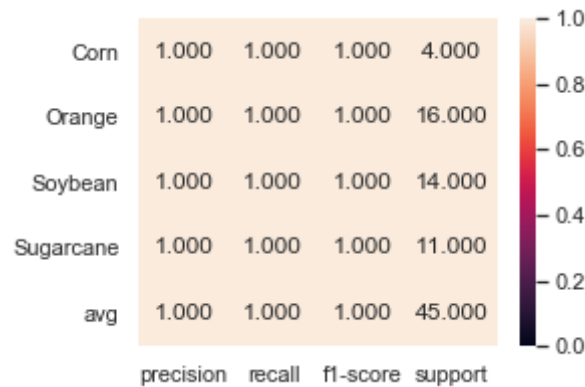 Corn 1.000 1.000 1.000 4.000
Orange 1.000 1.000 1.000 16.000
Soybean 1.000 1.000 1.000 14.000
Sugarcane 1.000 1.000 1.000 11.000
avg 1.000 1.000 1.000 45.000
precision recall f1-score support
1.0
0.8
0.6
0.4
0.2
0.0